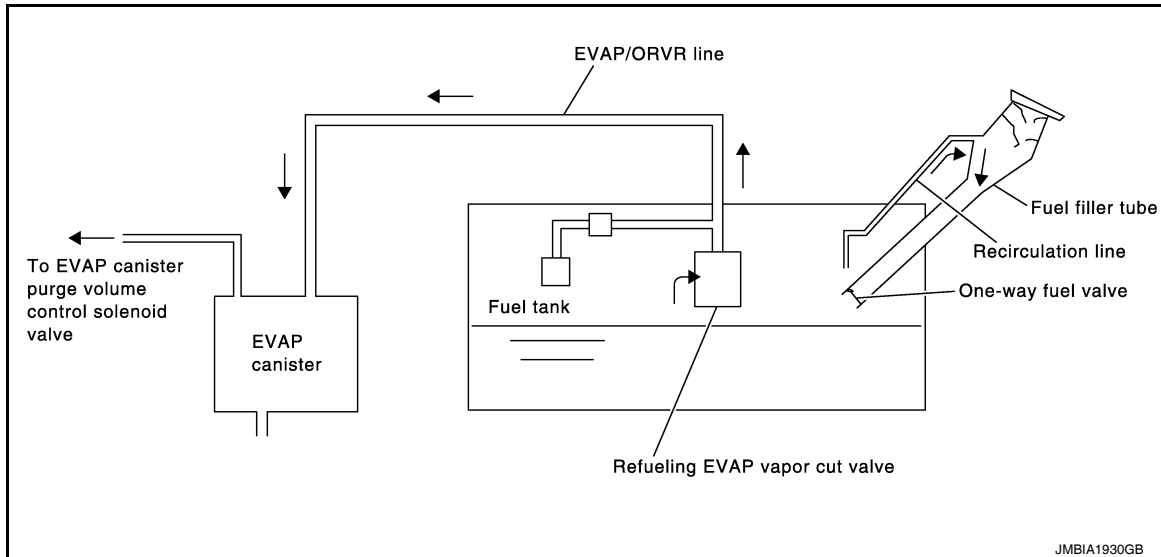 EVAP/ORVR line
Fuel filler tube
Recirculation line
One-way fuel valve
To EVAP canister
purge volume
control solenoid
valve
Fuel tank
EVAP
canister
Refueling EVAP vapor cut valve
JMBIA1930GB